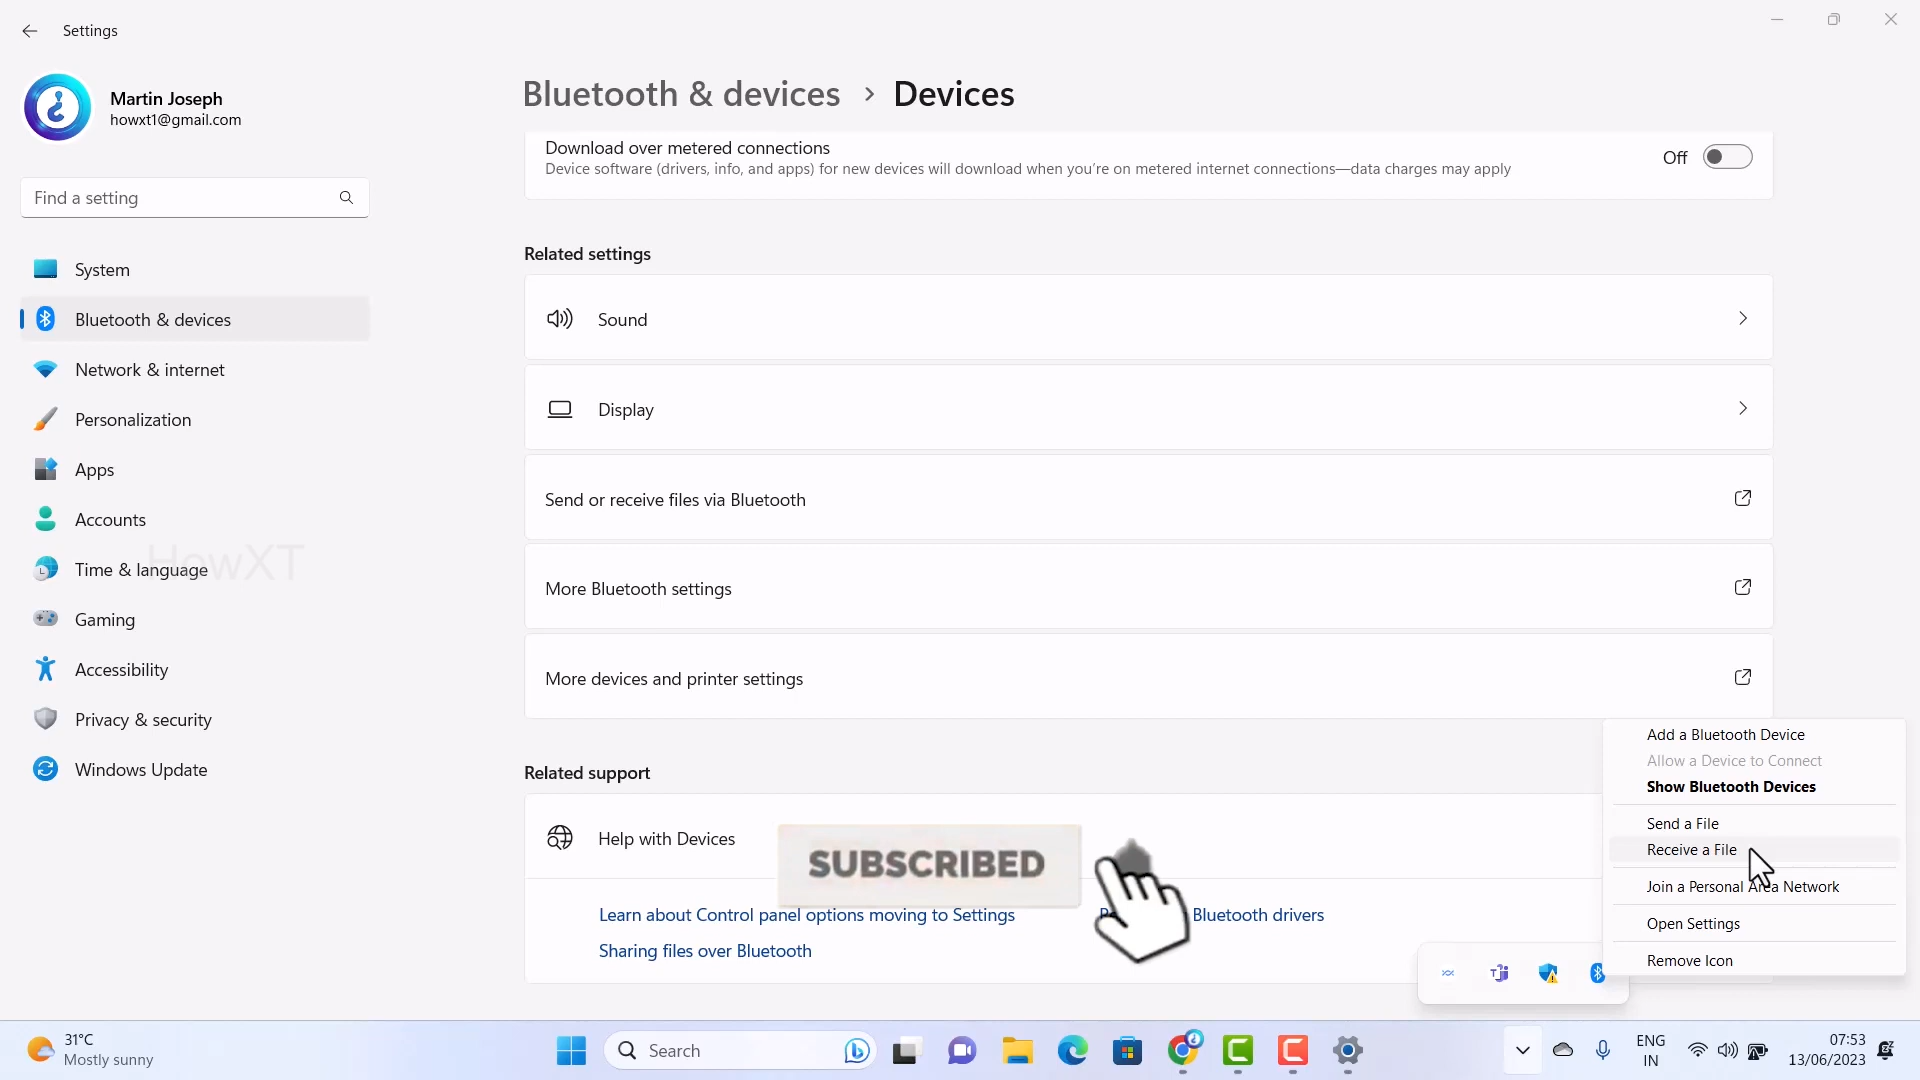 Settings
Martin Joseph
howxt1@gmail.com
Find a setting
System
Bluetooth & devices
Network & internet
Personalization
Apps
Accounts
Time & language
HowXT
Gaming
Accessibility
Privacy & security
Windows Update
Bluetooth & devices > Devices
Download over metered connections
Device software (drivers, info, and apps) for new devices will download when you're on metered internet connections—data charges may apply
Off
Related settings
Sound
Display
Send or receive files via Bluetooth
More Bluetooth settings
More devices and printer settings
Related support
Help with Devices
SUBSCRIBED
Learn about Control panel options moving to Settings
Bluetooth drivers
Sharing files over Bluetooth
Add a Bluetooth Device
Allow a Device to Connect
Show Bluetooth Devices
Send a File
Receive a File
Join a Personal Area Network
Open Settings
Remove Icon
31°C
Mostly sunny
Search
ENG
IN
07:53
13/06/2023